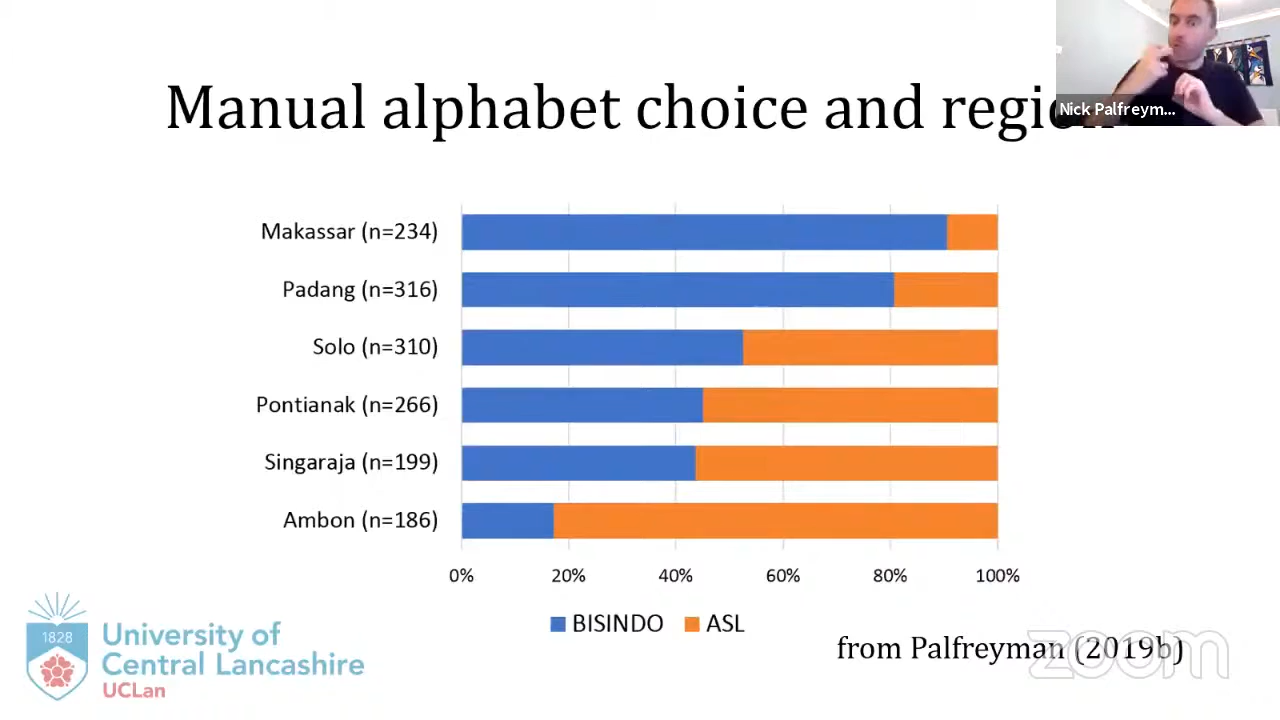 Manual alphabet choice and region
Nick Palfreym...
Makassar (n=234)
Padang (n=316)
Solo (n=310)
Pontianak (n=266)
Singaraja (n=199)
Ambon (n=186)
0% 20% 40% 60% 80% 100%
BISINDO ASL
1828
University of
Central Lancashire
UCLan
from Palfreyman (2019b)
zoom